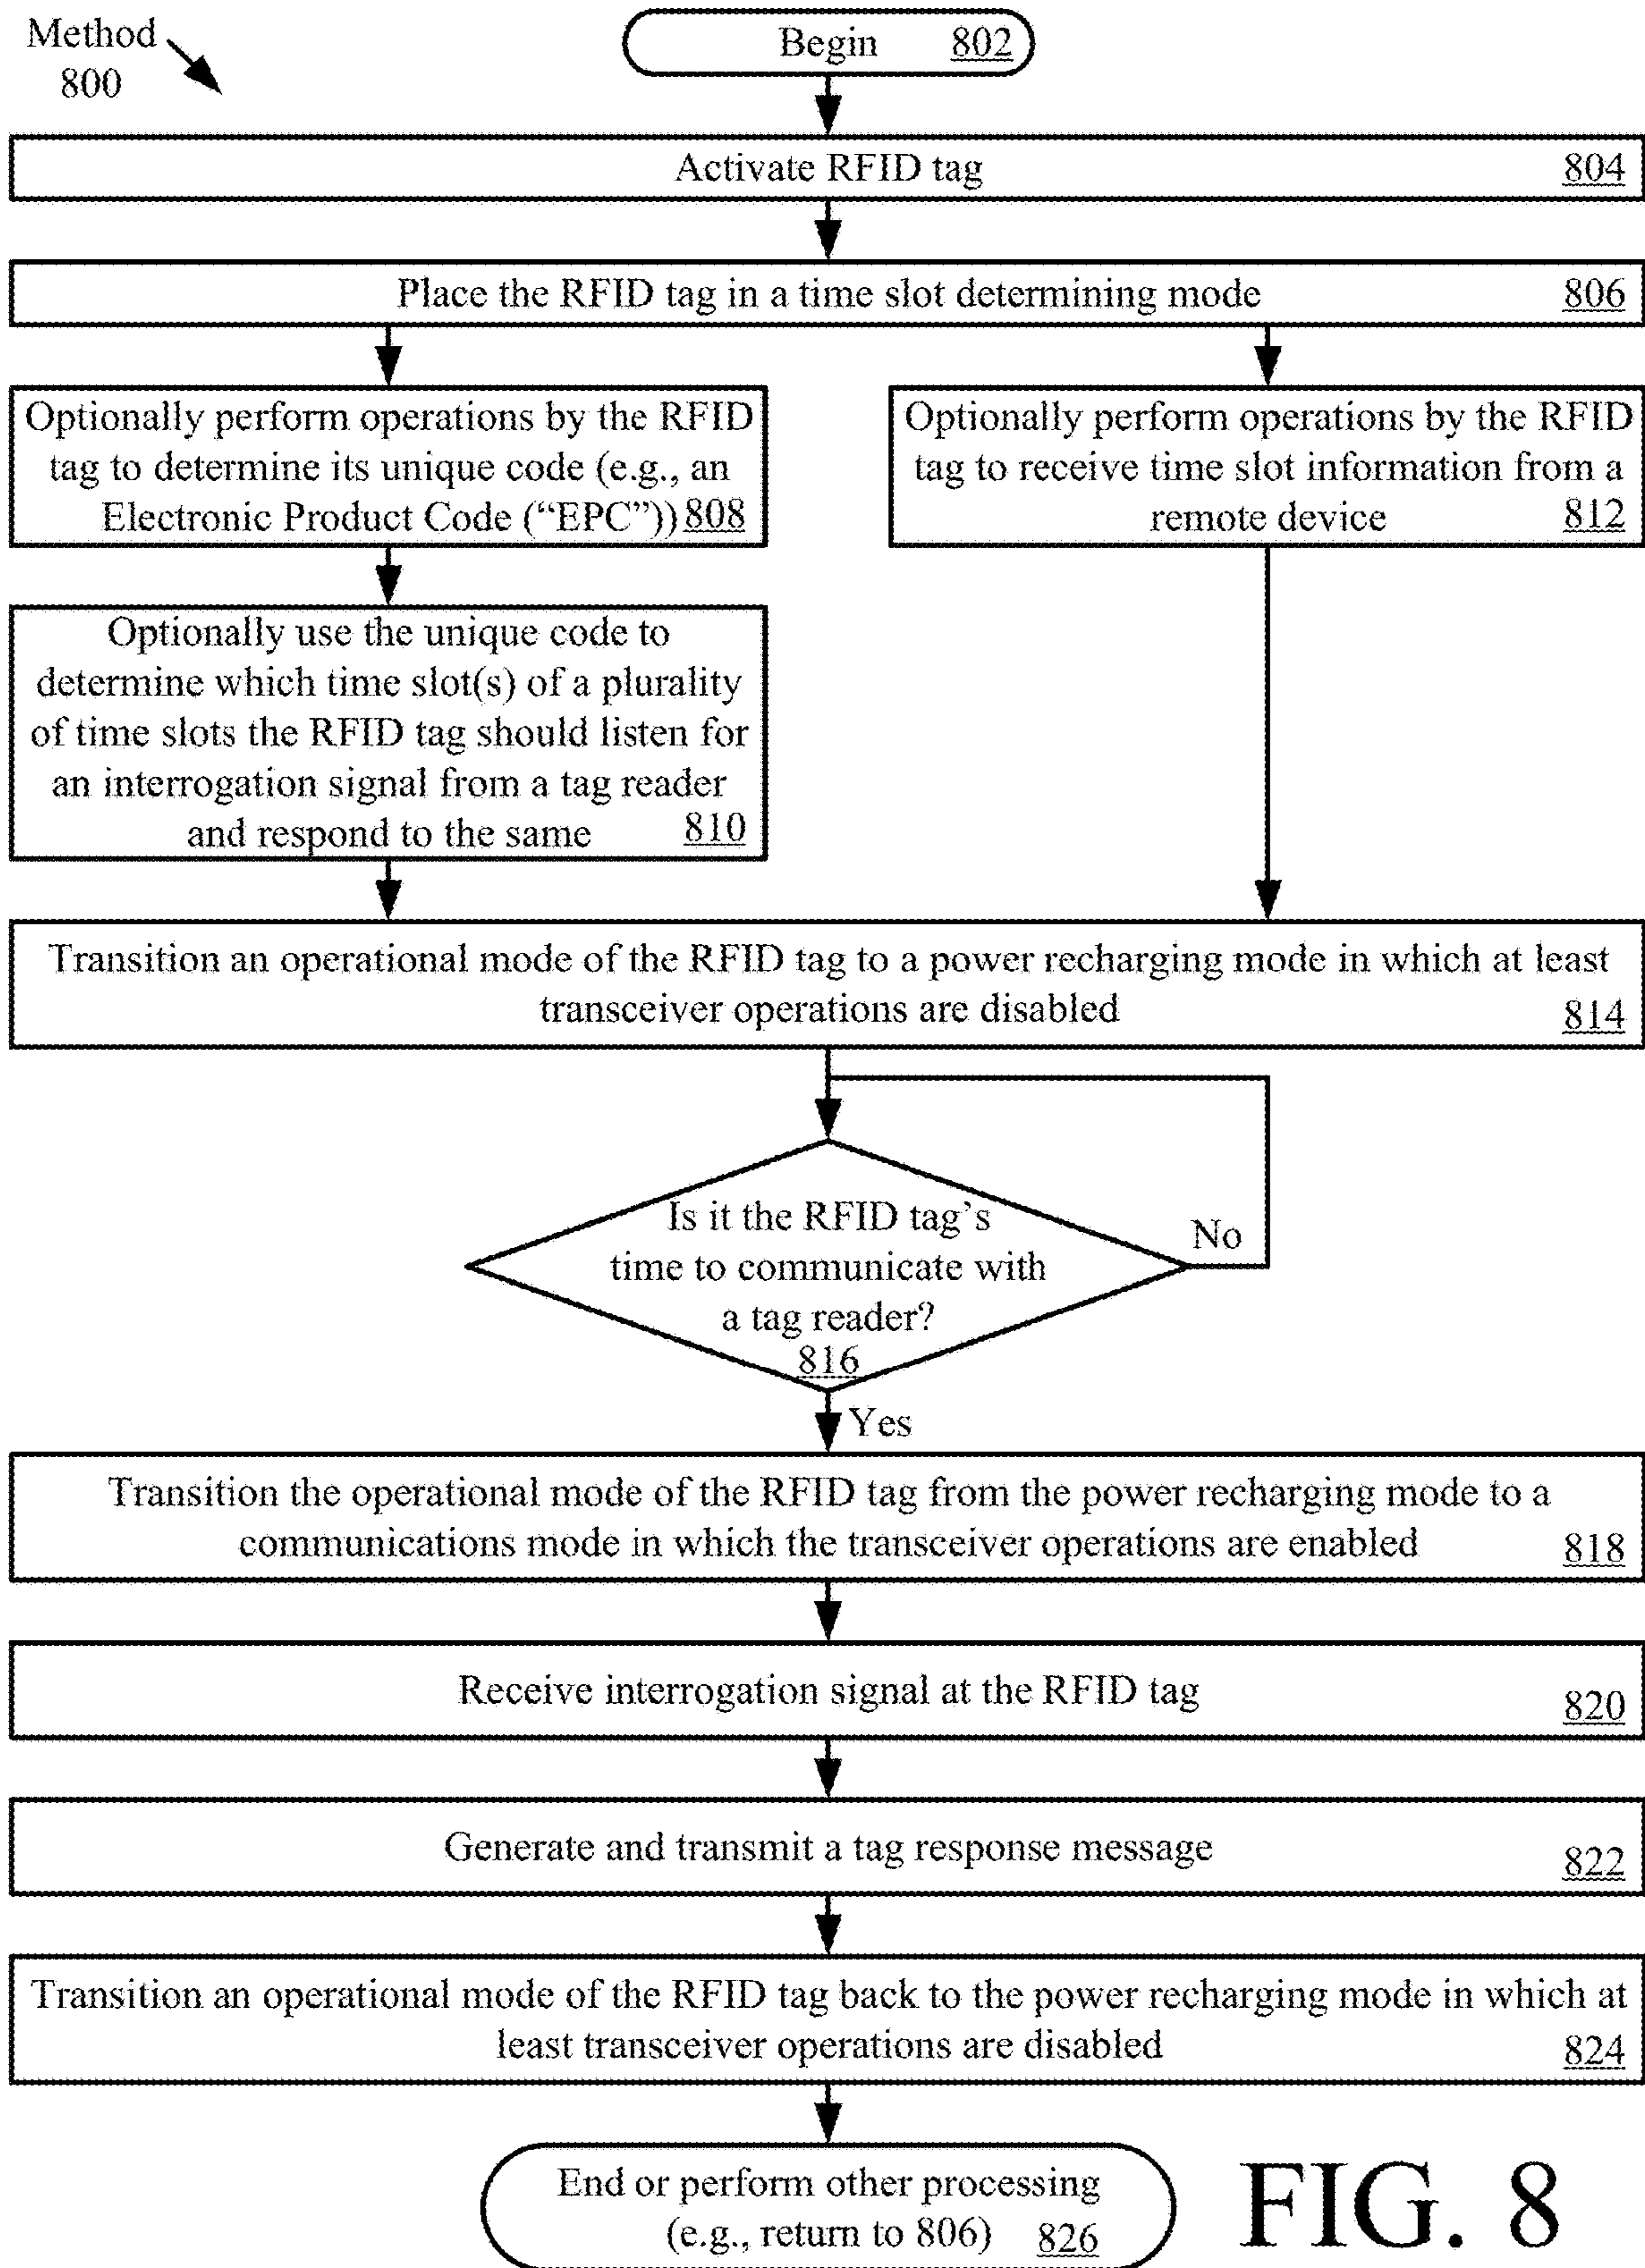 Method
800
Begin 802
Activate RFID tag 804
Place the RFID tag in a time slot determining mode 806
Optionally perform operations by the RFID
tag to determine its unique code (e.g., an
Electronic Product Code (“EPC”)) 808
Optionally use the unique code to
determine which time slot(s) of a plurality
of time slots the RFID tag should listen for
an interrogation signal from a tag reader
and respond to the same 810
Optionally perform operations by the RFID
tag to receive time slot information from a
remote device 812
Transition an operational mode of the RFID tag to a power recharging mode in which at least
transceiver operations are disabled 814
Is it the RFID tag’s
time to communicate with
a tag reader?
816
No
Yes
Transition the operational mode of the RFID tag from the power recharging mode to a
communications mode in which the transceiver operations are enabled 818
Receive interrogation signal at the RFID tag 820
Generate and transmit a tag response message 822
Transition an operational mode of the RFID tag back to the power recharging mode in which at
least transceiver operations are disabled 824
End or perform other processing
(e.g., return to 806) 826
FIG. 8